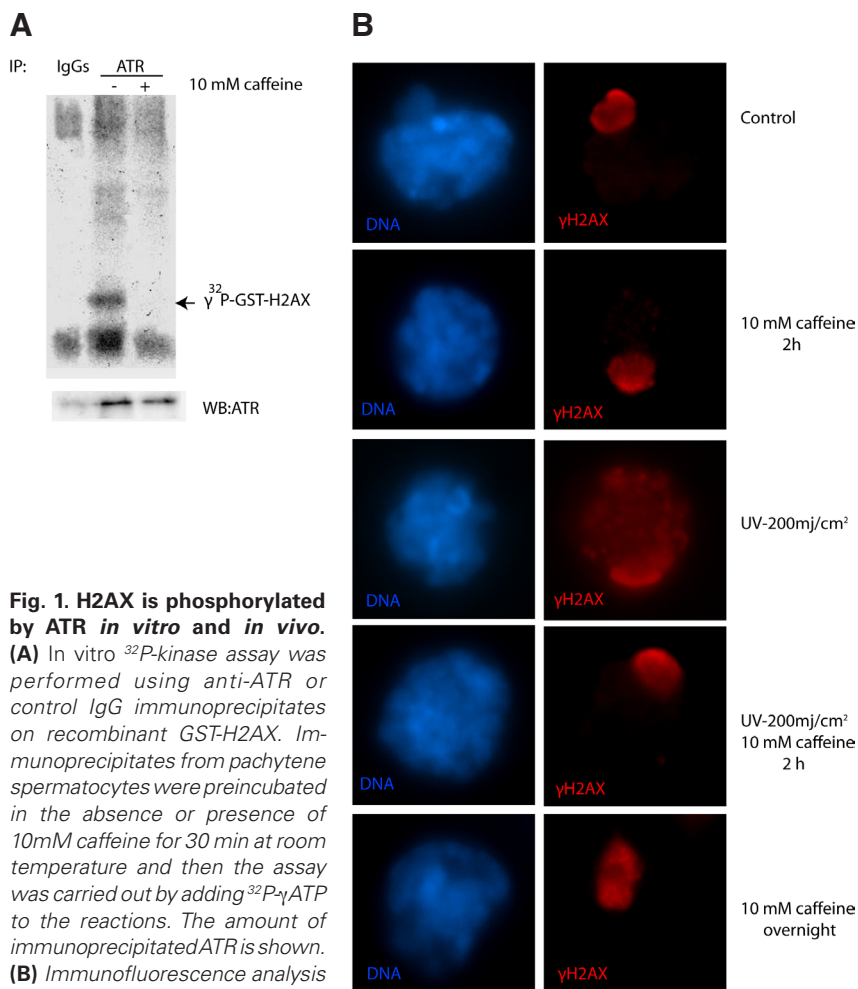 A
IP: IgGs ATR
- + 10 mM caffeine
γ³²P-GST-H2AX
WB:ATR
Fig. 1. H2AX is phosphorylated
by ATR in vitro and in vivo.
(A) In vitro ³²P-kinase assay was
performed using anti-ATR or
control IgG immunoprecipitates
on recombinant GST-H2AX. Im-
munoprecipitates from pachytene
spermatocytes were preincubated
in the absence or presence of
10mM caffeine for 30 min at room
temperature and then the assay
was carried out by adding ³²P-γATP
to the reactions. The amount of
immunoprecipitated ATR is shown.
(B) Immunofluorescence analysis
B
DNA γH2AX Control
DNA γH2AX 10 mM caffeine
2h
DNA γH2AX UV-200mj/cm²
DNA γH2AX UV-200mj/cm²
10 mM caffeine
2 h
DNA γH2AX 10 mM caffeine
overnight